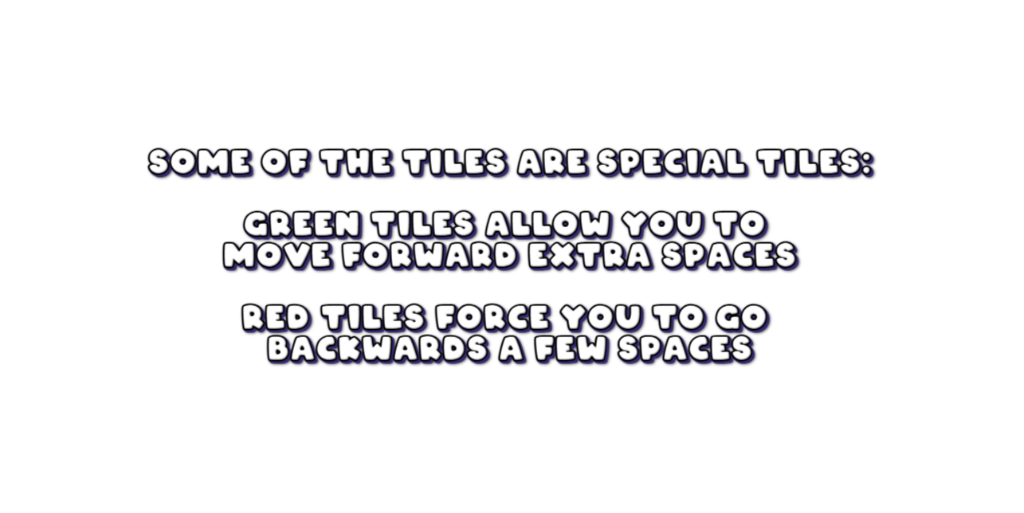 SOME OF THE TILES ARE SPECIAL TILES:
GREEN TILES ALLOW YOU TO
MOVE FORWARD EXTRA SPACES
RED TILES FORCE YOU TO GO
BACKWARDS A FEW SPACES